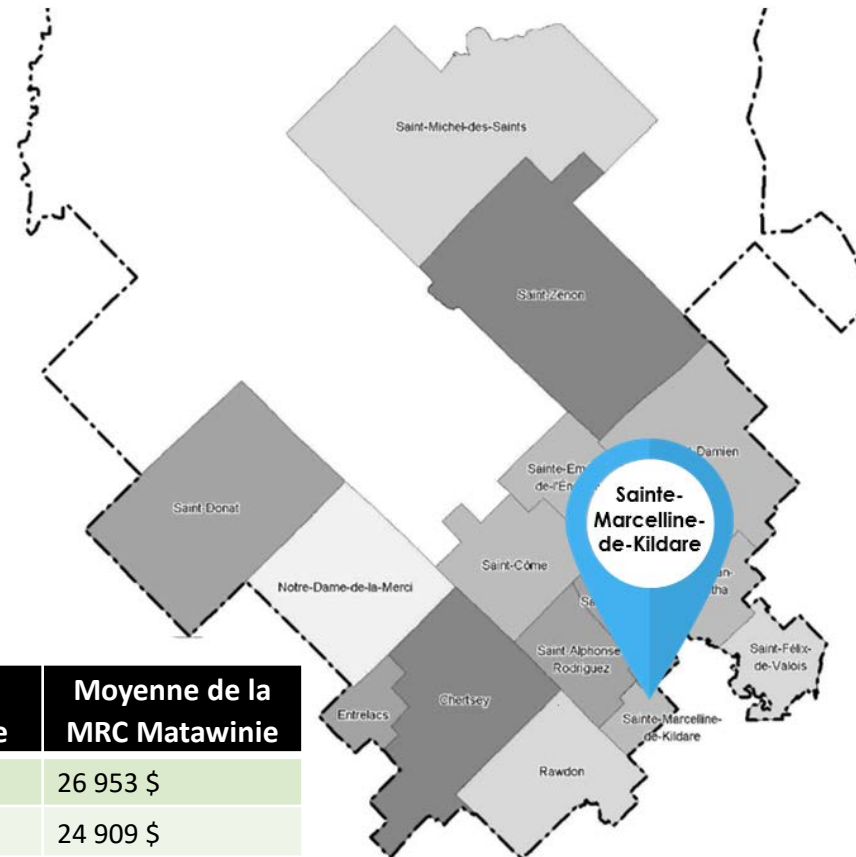 Saint-Michel-des-Saints
Saint-Zénon
Damien
Sainte-Ém
de-l'Én
Sainte-
Marcelline-
de-Kildare
Saint-Donat
Saint-Côme
Notre-Dame-de-la-Merci
tha
Saint-Alphonse
Rodriguez
Saint-Félix-
de-Valois
Entrelacs
Chertsey
Sainte-Marcelline-
de-Kildare
Rawdon
Moyenne de la
MRC Matawinie
26 953 $
24 909 $